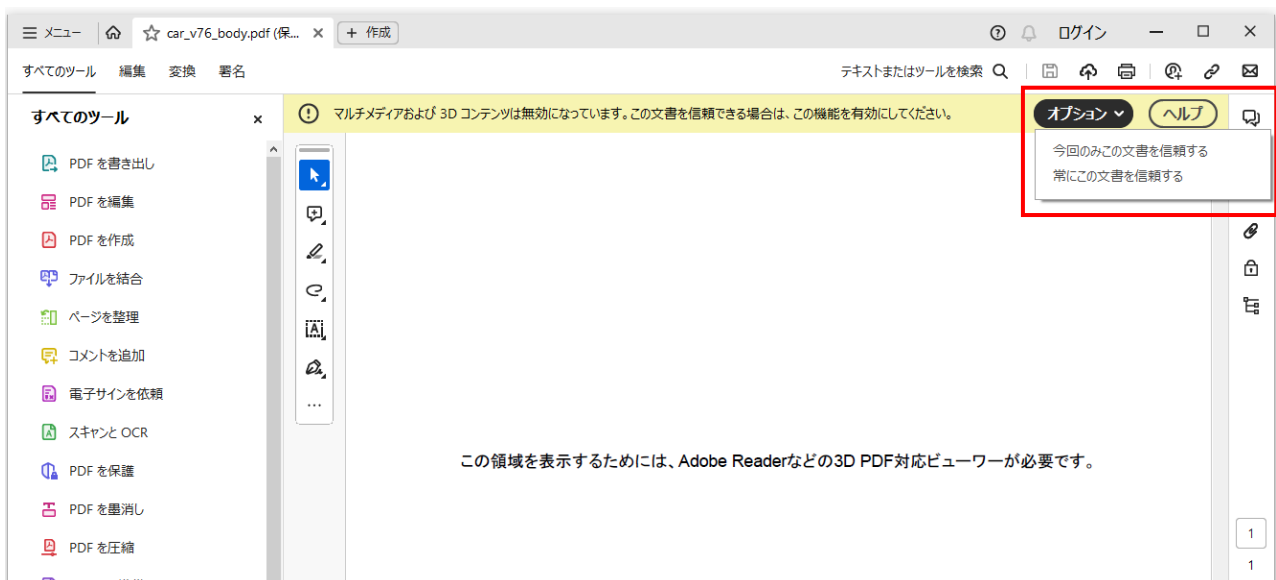 メニュー
car_v76_body.pdf (保...
作成
ログイン
すべてのツール 編集 変換 署名
テキストまたはツールを検索
すべてのツール
マルチメディアおよび 3D コンテンツは無効になっています。この文書を信頼できる場合は、この機能を有効にしてください。
オプション
ヘルプ
今回のみこの文書を信頼する
常にこの文書を信頼する
PDF を書き出し
PDF を編集
PDF を作成
ファイルを結合
ページを整理
コメントを追加
電子サインを依頼
スキャンと OCR
PDF を保護
PDF を墨消し
PDF を圧縮
この領域を表示するためには、Adobe Readerなどの3D PDF対応ビューワーが必要です。
1
1